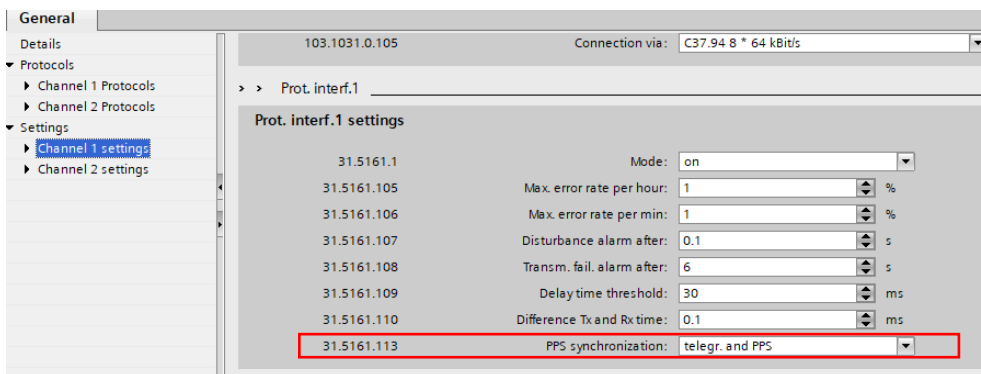 General
Details
Protocols
Channel 1 Protocols
Channel 2 Protocols
Settings
Channel 1 settings
Channel 2 settings
103.1031.0.105 Connection via: C37.94 8 * 64 kBit/s
> > Prot. interf.1
Prot. interf.1 settings
31.5161.1 Mode: on
31.5161.105 Max. error rate per hour: 1 %
31.5161.106 Max. error rate per min: 1 %
31.5161.107 Disturbance alarm after: 0.1 s
31.5161.108 Transm. fail. alarm after: 6 s
31.5161.109 Delay time threshold: 30 ms
31.5161.110 Difference Tx and Rx time: 0.1 ms
31.5161.113 PPS synchronization: telegr. and PPS